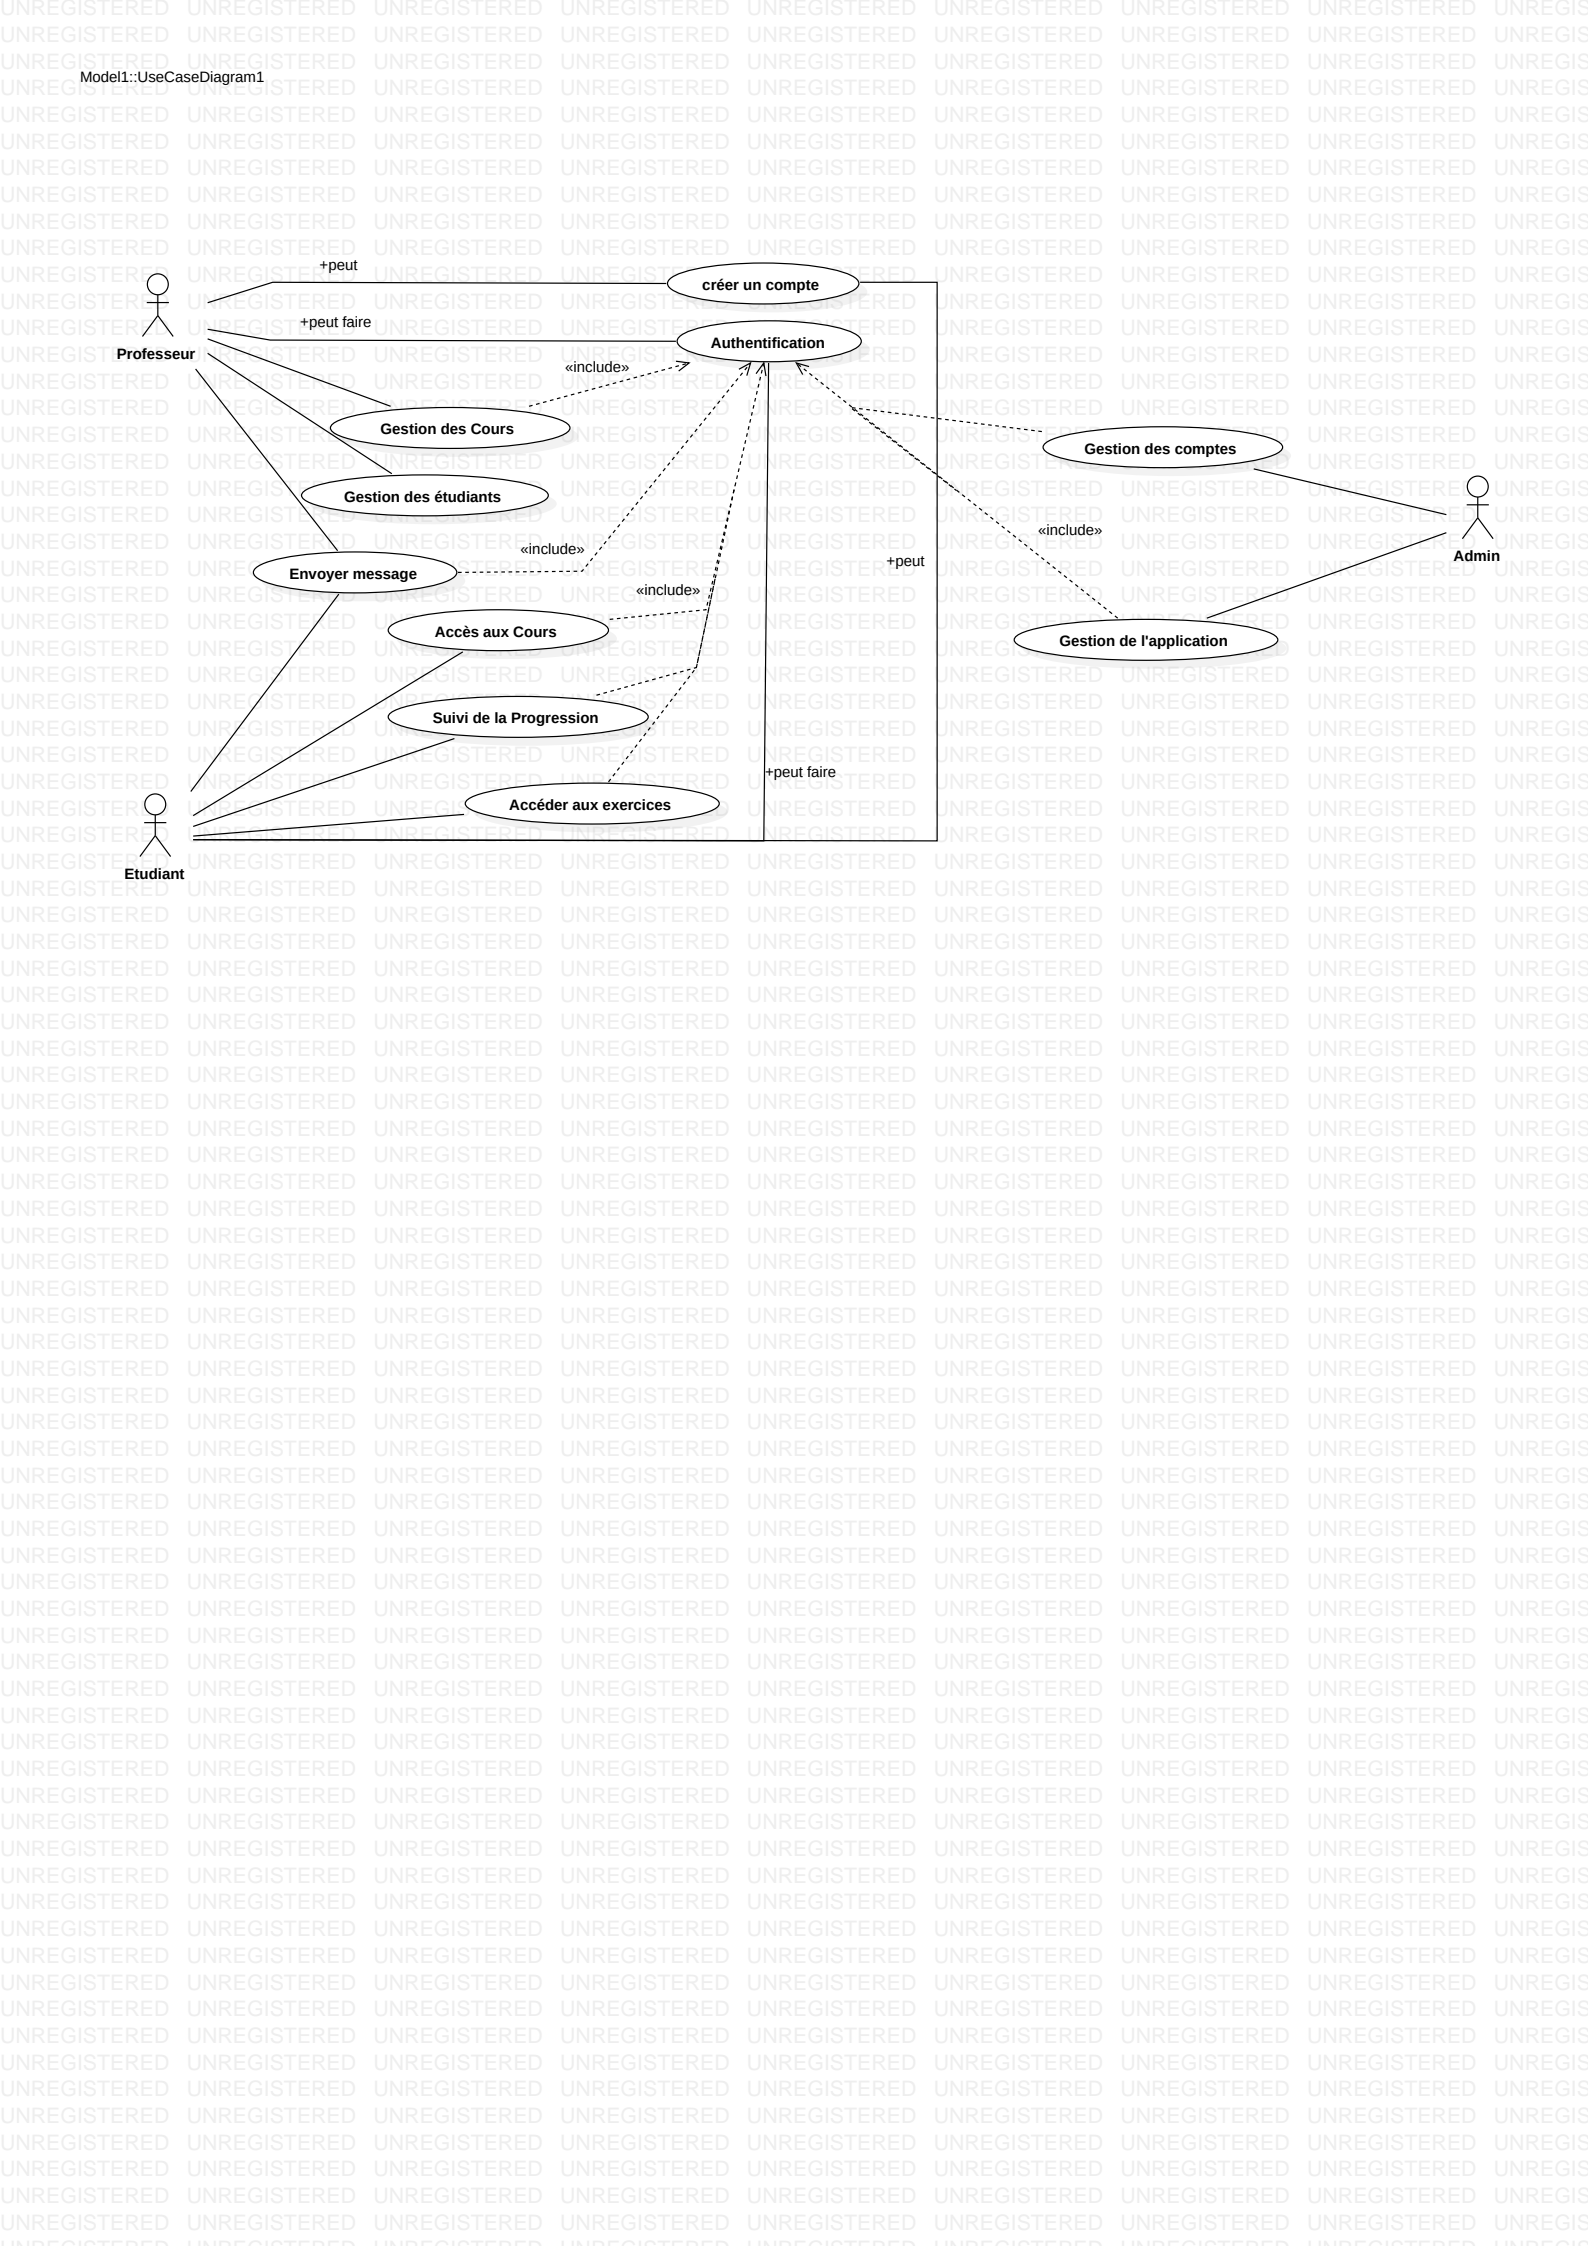 Model1::UseCaseDiagram1
+peut
créer un compte
+peut faire
Authentification
Professeur
«include»
Gestion des Cours
Gestion des comptes
Gestion des étudiants
«include»
«include»
+peut
Admin
Envoyer message
«include»
Accès aux Cours
Gestion de l'application
Suivi de la Progression
+peut faire
Accéder aux exercices
Etudiant
UNREGISTERED